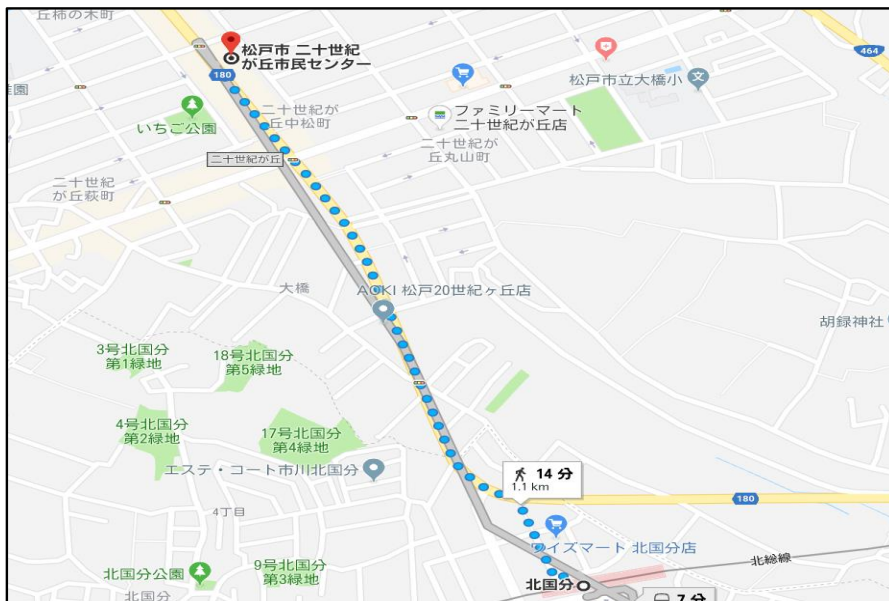 丘柿の木町
松戸市 二十世紀
が丘市民センター
180
464
松戸市立大橋小
文
いちご公園
二十世紀が
丘中松町
ファミリーマート
二十世紀が丘店
二十世紀が丘
二十世紀が
丘丸山町
二十世紀
が丘萩町
大橋
AOKI 松戸20世紀ヶ丘店
胡録神社
3号北国分
第1緑地
18号北国分
第5緑地
4号北国分
第2緑地
17号北国分
第4緑地
エステ・コート市川北国分
14 分
1.1 km
180
4丁目
ワイズマート 北国分店
北総線
9号北国分
第3緑地
北国分公園
北国分
北国分
7 分